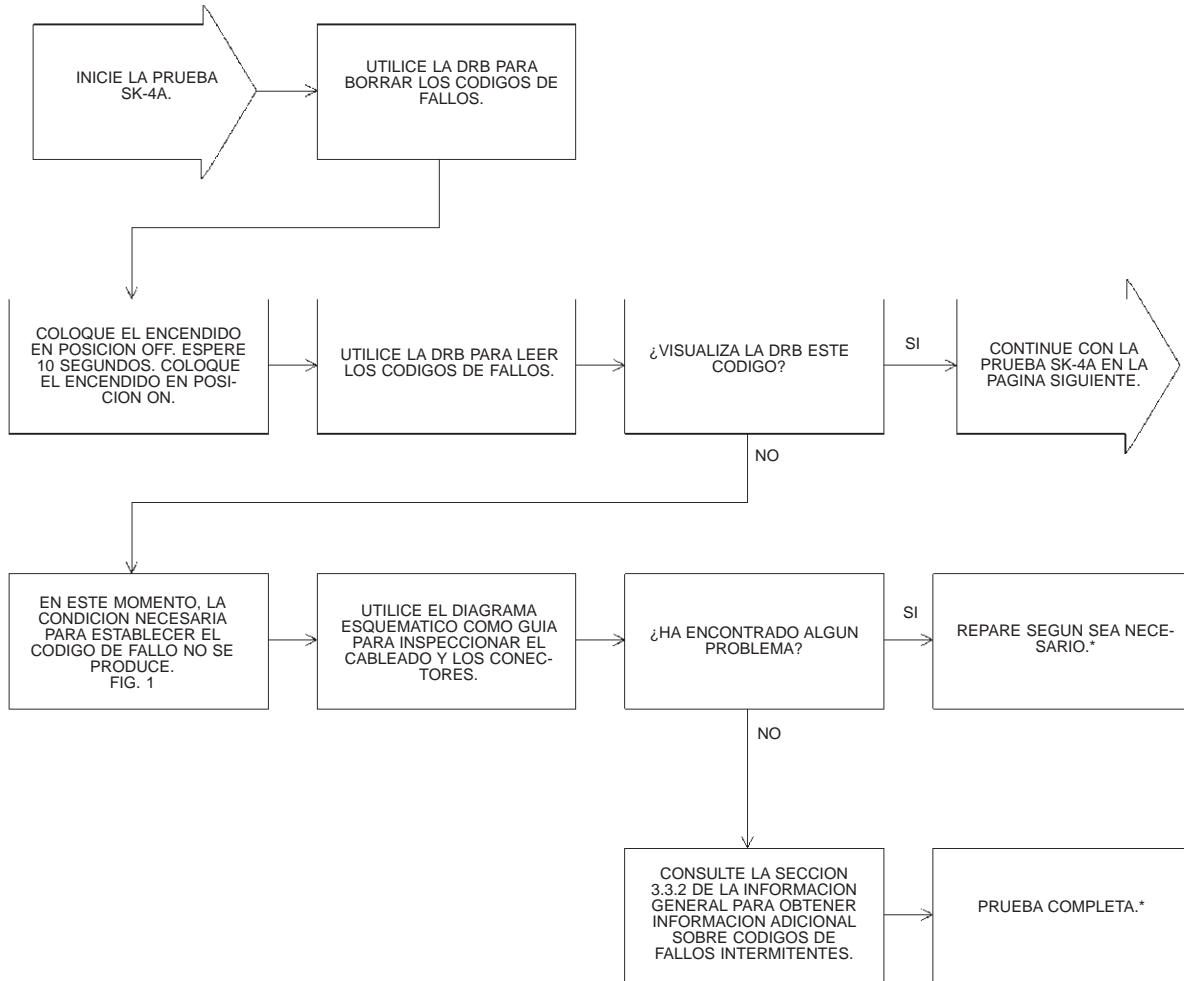 INICIE LA PRUEBA
SK-4A.
UTILICE LA DRB PARA
BORRAR LOS CODIGOS DE
FALLOS.
COLOQUE EL ENCENDIDO
EN POSICION OFF. ESPERE
10 SEGUNDOS. COLOQUE
EL ENCENDIDO EN POSI-
CION ON.
UTILICE LA DRB PARA LEER
LOS CODIGOS DE FALLOS.
¿VISUALIZA LA DRB ESTE
CODIGO?
SI
CONTINUE CON LA
PRUEBA SK-4A EN LA
PAGINA SIGUIENTE.
NO
EN ESTE MOMENTO, LA
CONDICION NECESARIA
PARA ESTABLECER EL
CODIGO DE FALLO NO SE
PRODUCE.
FIG. 1
UTILICE EL DIAGRAMA
ESQUEMATICO COMO GUIA
PARA INSPECCIONAR EL
CABLEADO Y LOS CONEC-
TORES.
¿HA ENCONTRADO ALGUN
PROBLEMA?
SI
REPARE SEGUN SEA NECE-
SARIO.*
NO
CONSULTE LA SECCION
3.3.2 DE LA INFORMACION
GENERAL PARA OBTENER
INFORMACION ADICIONAL
SOBRE CODIGOS DE
FALLOS INTERMITENTES.
PRUEBA COMPLETA.*